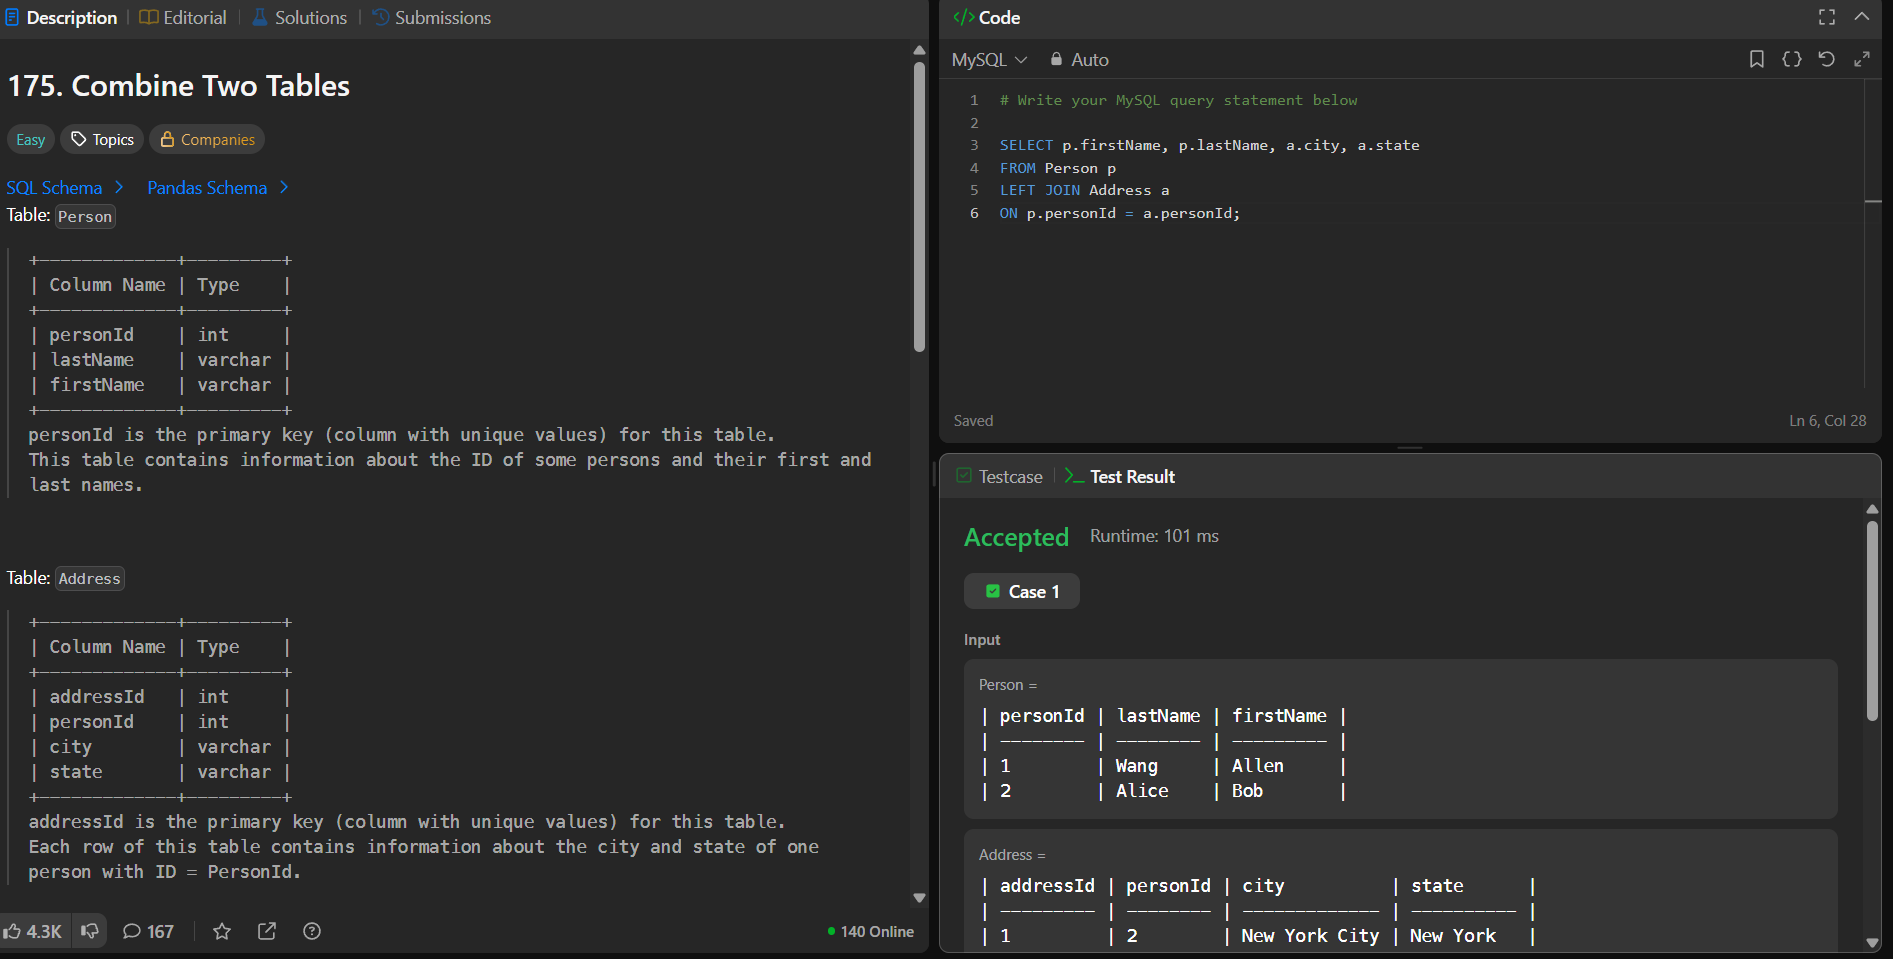 Description
Editorial
Solutions
Submissions
175. Combine Two Tables
Easy
Topics
Companies
SQL Schema
Pandas Schema
Table: Person
+-------------+---------+
| Column Name | Type    |
+-------------+---------+
| personId    | int     |
| lastName    | varchar |
| firstName   | varchar |
+-------------+---------+
personId is the primary key (column with unique values) for this table.
This table contains information about the ID of some persons and their first and
last names.
Table: Address
+-------------+---------+
| Column Name | Type    |
+-------------+---------+
| addressId   | int     |
| personId    | int     |
| city        | varchar |
| state       | varchar |
+-------------+---------+
addressId is the primary key (column with unique values) for this table.
Each row of this table contains information about the city and state of one
person with ID = PersonId.
4.3K
167
140 Online
</> Code
MySQL
Auto
1 # Write your MySQL query statement below
2
3 SELECT p.firstName, p.lastName, a.city, a.state
4 FROM Person p
5 LEFT JOIN Address a
6 ON p.personId = a.personId;
Saved
Ln 6, Col 28
Testcase
>_ Test Result
Accepted
Runtime: 101 ms
Case 1
Input
Person =
| personId | lastName | firstName |
| -------- | -------- | --------- |
| 1        | Wang     | Allen     |
| 2        | Alice    | Bob       |
Address =
| addressId | personId | city          | state      |
| --------- | -------- | ------------- | ---------- |
| 1         | 2        | New York City | New York   |